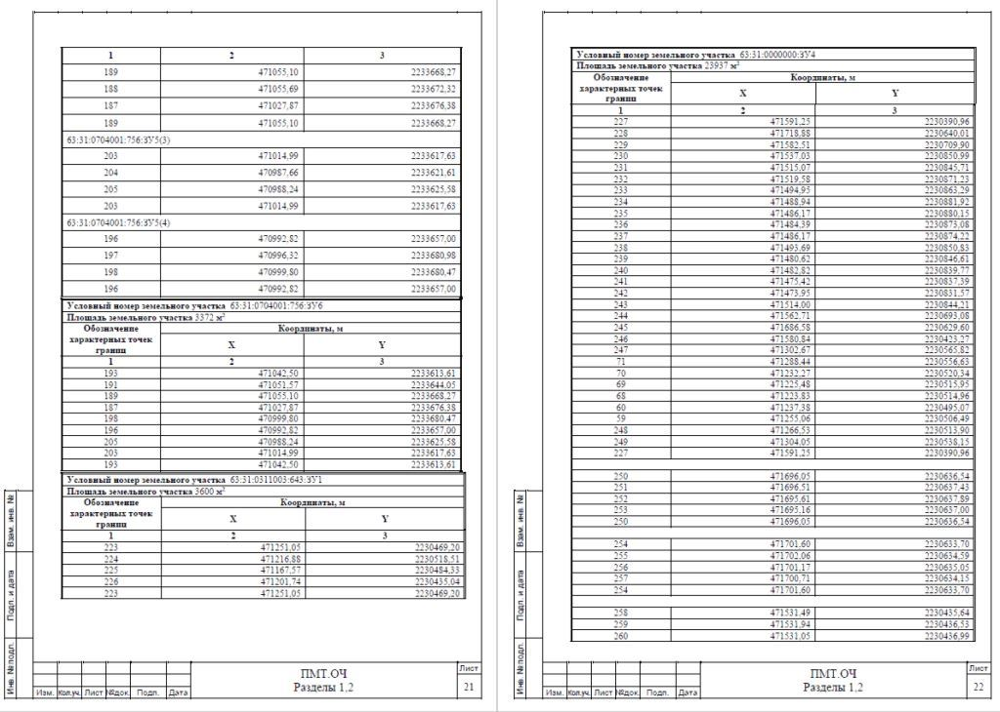 1 2 3
189 471055,10 2233668,27
188 471055,69 2233672,32
187 471027,87 2233676,38
189 471055,10 2233668,27
63:31:0704001:756:ЗУ5(3)
203 471014,99 2233617,63
204 470987,66 2233621,61
205 470988,24 2233625,58
203 471014,99 2233617,63
63:31:0704001:756:ЗУ5(4)
196 470992,82 2233657,00
197 470996,32 2233680,98
198 470999,80 2233680,47
196 470992,82 2233657,00
Условный номер земельного участка 63:31:0704001:756:ЗУ6
Площадь земельного участка 3372 м²
Обозначение характерных точек границ
Координаты, м
X Y
1 2 3
193 471042,50 2233613,61
191 471051,57 2233644,05
189 471055,10 2233668,27
187 471027,87 2233676,38
198 470999,80 2233680,47
196 470992,82 2233657,00
205 470988,24 2233625,58
203 471014,99 2233617,63
193 471042,50 2233613,61
Условный номер земельного участка 63:31:0311003:643:ЗУ1
Площадь земельного участка 3600 м²
Обозначение характерных точек границ
Координаты, м
X Y
1 2 3
223 471251,05 2230469,20
224 471216,88 2230518,51
225 471167,57 2230484,33
226 471201,74 2230435,04
223 471251,05 2230469,20
Взам. инв. №
Подп. и дата
Инв. № подл.
Изм. Кол.уч. Лист №док. Подп. Дата
ПМТ.ОЧ
Разделы 1,2
Лист
21
Условный номер земельного участка 63:31:0000000:ЗУ4
Площадь земельного участка 23937 м²
Обозначение характерных точек границ
Координаты, м
X Y
1 2 3
227 471591,25 2230390,96
228 471718,88 2230640,01
229 471582,51 2230709,90
230 471537,03 2230850,99
231 471515,07 2230845,71
232 471519,58 2230871,23
233 471494,95 2230863,29
234 471488,94 2230881,92
235 471486,17 2230880,15
236 471484,39 2230873,08
237 471486,17 2230874,22
238 471493,69 2230850,83
239 471480,62 2230846,61
240 471482,82 2230839,77
241 471475,42 2230837,39
242 471473,95 2230831,57
243 471514,00 2230844,21
244 471562,71 2230693,08
245 471686,58 2230629,60
246 471580,84 2230423,27
247 471302,67 2230565,82
71 471288,44 2230556,63
70 471232,27 2230520,34
69 471225,48 2230515,95
68 471223,83 2230514,96
60 471237,38 2230495,07
59 471255,06 2230506,49
248 471266,53 2230513,90
249 471304,05 2230538,15
227 471591,25 2230390,96
250 471696,05 2230636,54
251 471696,51 2230637,43
252 471695,61 2230637,89
253 471695,16 2230637,00
250 471696,05 2230636,54
254 471701,60 2230633,70
255 471702,06 2230634,59
256 471701,17 2230635,05
257 471700,71 2230634,15
254 471701,60 2230633,70
258 471531,49 2230435,64
259 471531,94 2230436,53
260 471531,05 2230436,99
Взам. инв. №
Подп. и дата
Инв. № подл.
Изм. Кол.уч. Лист №док. Подп. Дата
ПМТ.ОЧ
Разделы 1,2
Лист
22